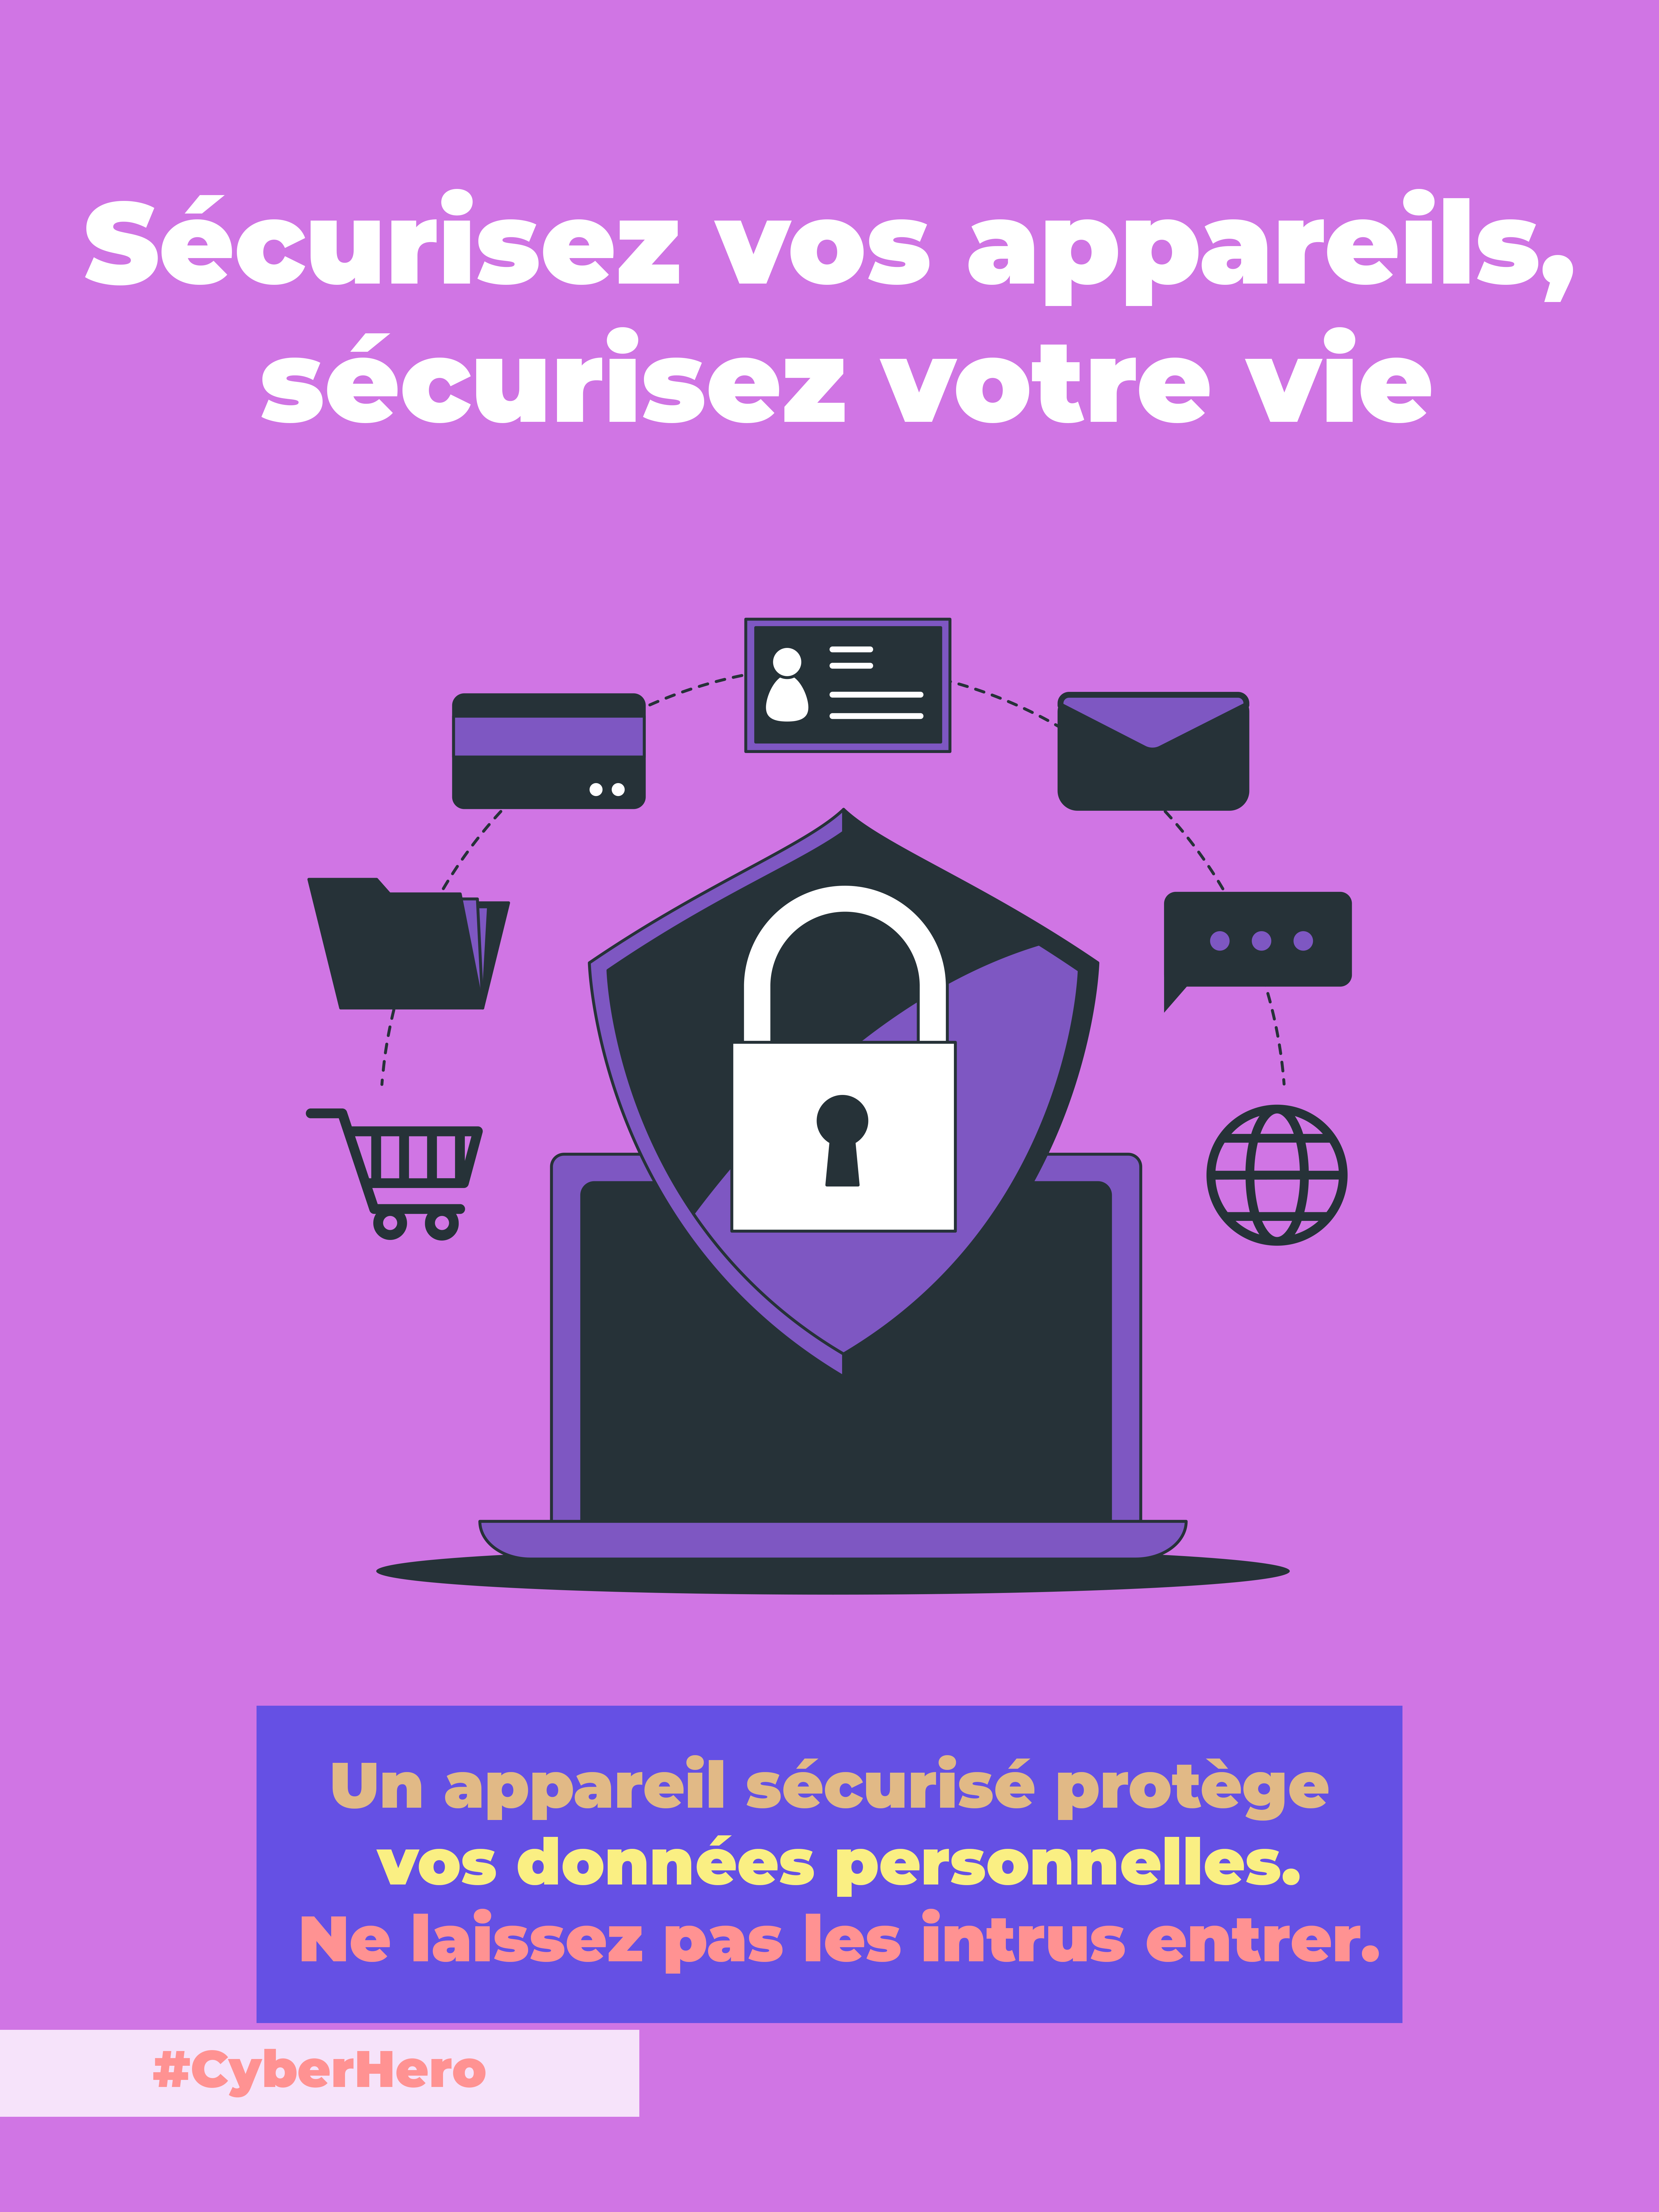 Sécurisez vos appareils,
sécurisez votre vie
Un appareil sécurisé protège
vos données personnelles.
Ne laissez pas les intrus entrer.
#CyberHero